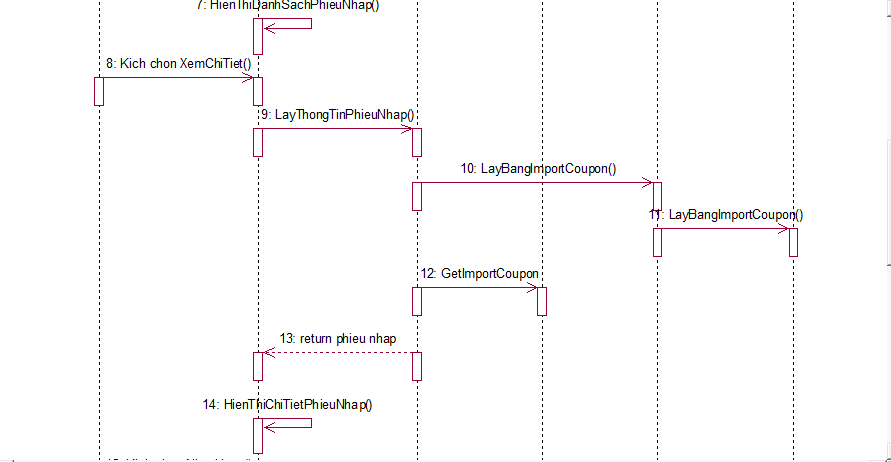 7: HienThiDanhSachPhieuNhap()
8: Kich chon XemChiTiet()
9: LayThongTinPhieuNhap()
10: LayBangImportCoupon()
11: LayBangImportCoupon()
12: GetImportCoupon
13: return phieu nhap
14: HienThiChiTietPhieuNhap()